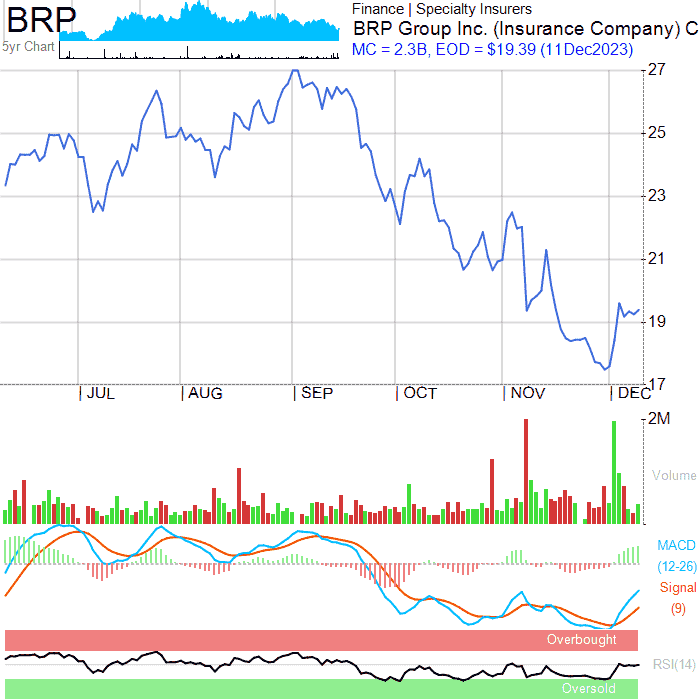 BRP
5yr Chart
Finance | Specialty Insurers
BRP Group Inc. (Insurance Company) C
MC = 2.3B, EOD = $19.39 (11Dec2023)
27
25
23
21
19
17
JUL AUG SEP OCT NOV DEC
2M
Volume
MACD
(12-26)
Signal
(9)
Overbought
RSI(14)
Oversold